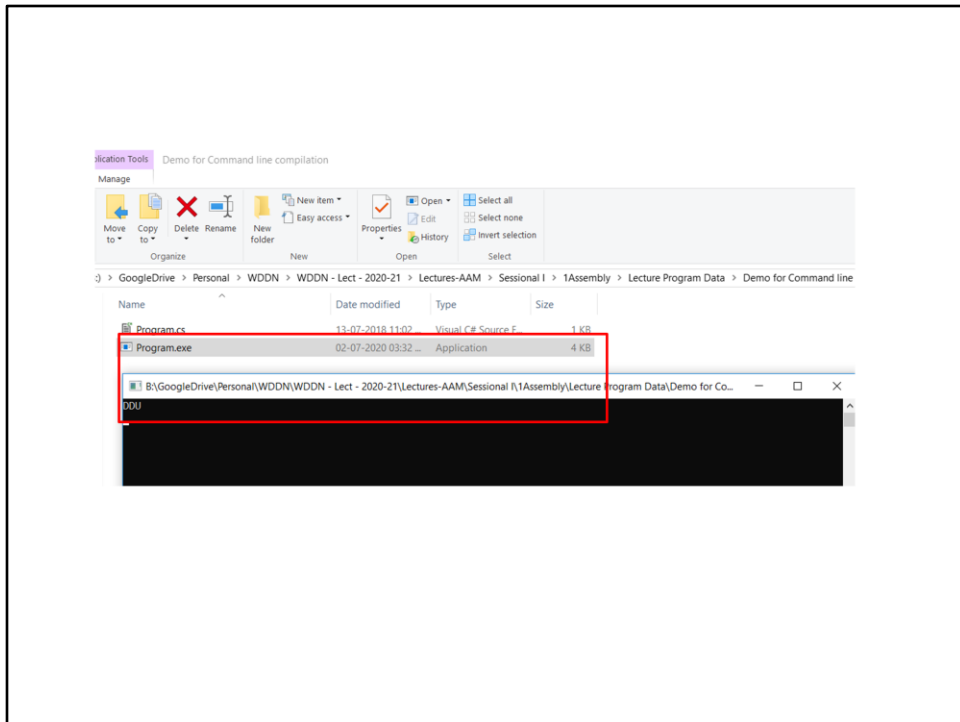 plication Tools Demo for Command line compilation
Manage
Move to Copy to Delete Rename New folder New item Easy access Properties Open Edit History Select all Select none Invert selection
Organize New Open Select
:) > GoogleDrive > Personal > WDDN > WDDN - Lect - 2020-21 > Lectures-AAM > Sessional I > 1Assembly > Lecture Program Data > Demo for Command line
Name Date modified Type Size
Program.cs 13-07-2018 11:02 ... Visual C# Source F... 1 KB
Program.exe 02-07-2020 03:32 ... Application 4 KB
B:\GoogleDrive\Personal\WDDN\WDDN - Lect - 2020-21\Lectures-AAM\Sessional I\1Assembly\Lecture Program Data\Demo for Co...
DDU